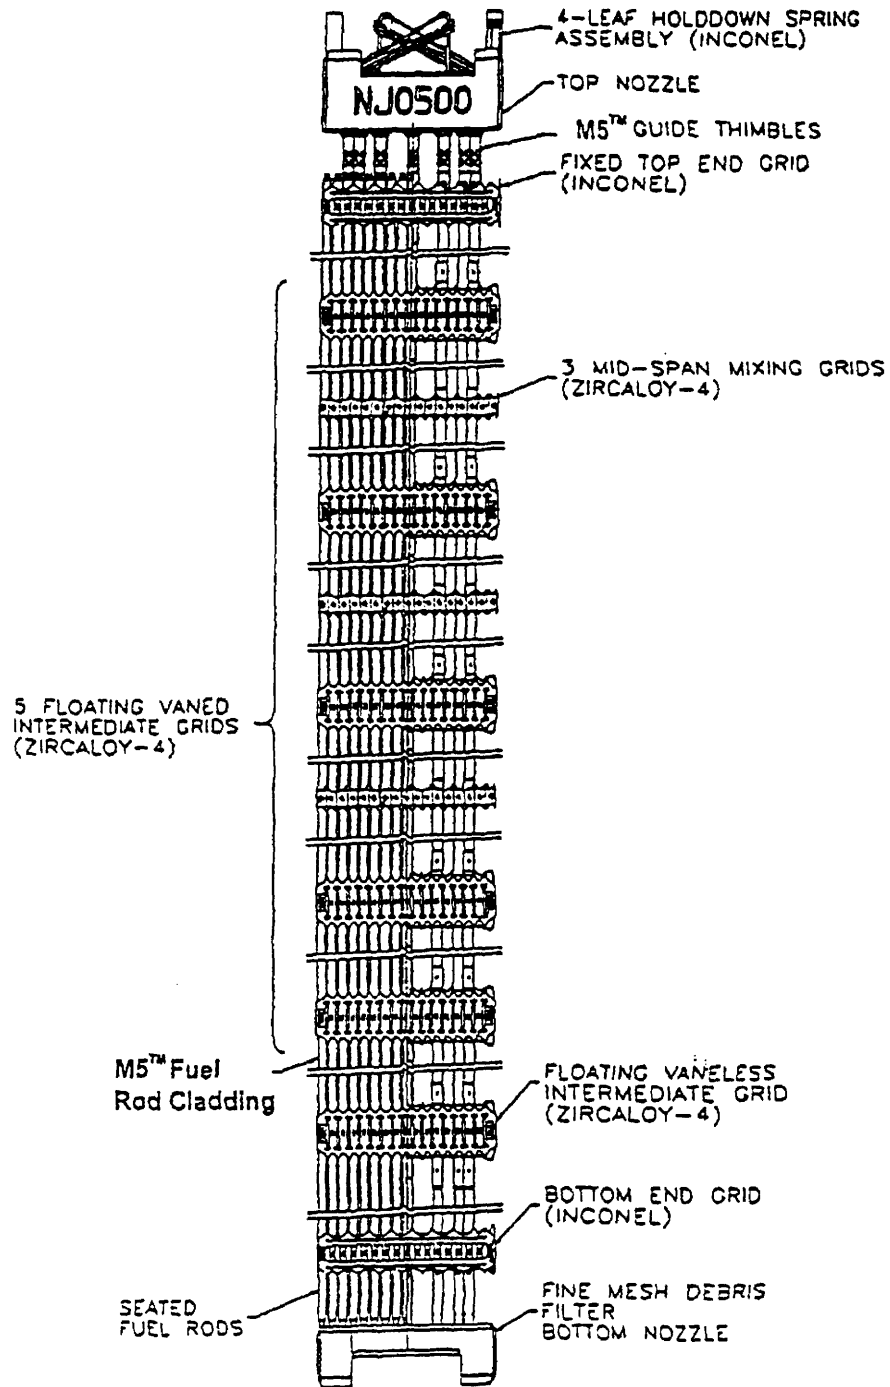 4-LEAF HOLDDOWN SPRING
ASSEMBLY (INCONEL)
TOP NOZZLE
NJ0500
M5™ GUIDE THIMBLES
FIXED TOP END GRID
(INCONEL)
3 MID-SPAN MIXING GRIDS
(ZIRCALOY-4)
5 FLOATING VANED
INTERMEDIATE GRIDS
(ZIRCALOY-4)
M5™ Fuel
Rod Cladding
FLOATING VANELESS
INTERMEDIATE GRID
(ZIRCALOY-4)
BOTTOM END GRID
(INCONEL)
SEATED
FUEL RODS
FINE MESH DEBRIS
FILTER
BOTTOM NOZZLE